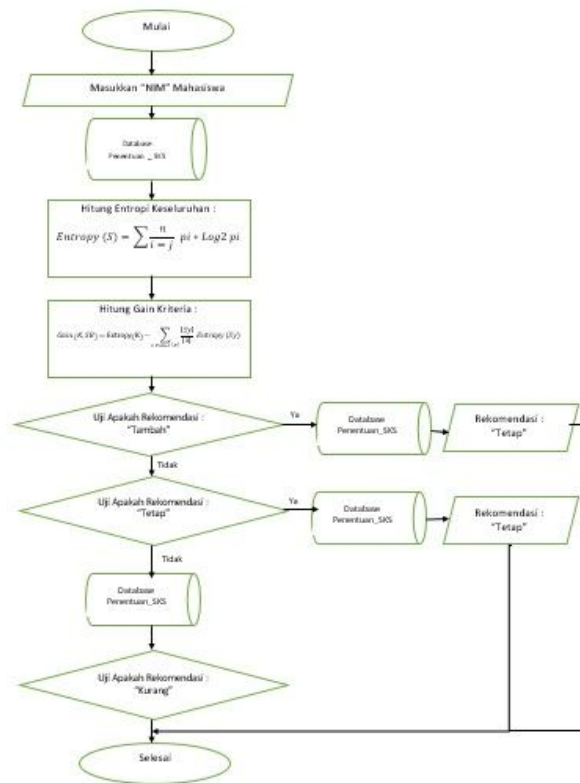 Mulai
Masukkan "NIM" Mahasiswa
Database
Penentuan _ SKS
Hitung Entropi Keseluruhan :
Entropy (S) = ∑ n / i = j pi * Log2 pi
Hitung Gain Kriteria :
Uji Apakah Rekomendasi :
"Tambah"
Ya
Database
Penentuan_SKS
Rekomendasi :
"Tetap"
Tidak
Uji Apakah Rekomendasi :
"Tetap"
Ya
Database
Penentuan_SKS
Rekomendasi :
"Tetap"
Tidak
Database
Penentuan_SKS
Uji Apakah Rekomendasi :
"Kurang"
Selesai